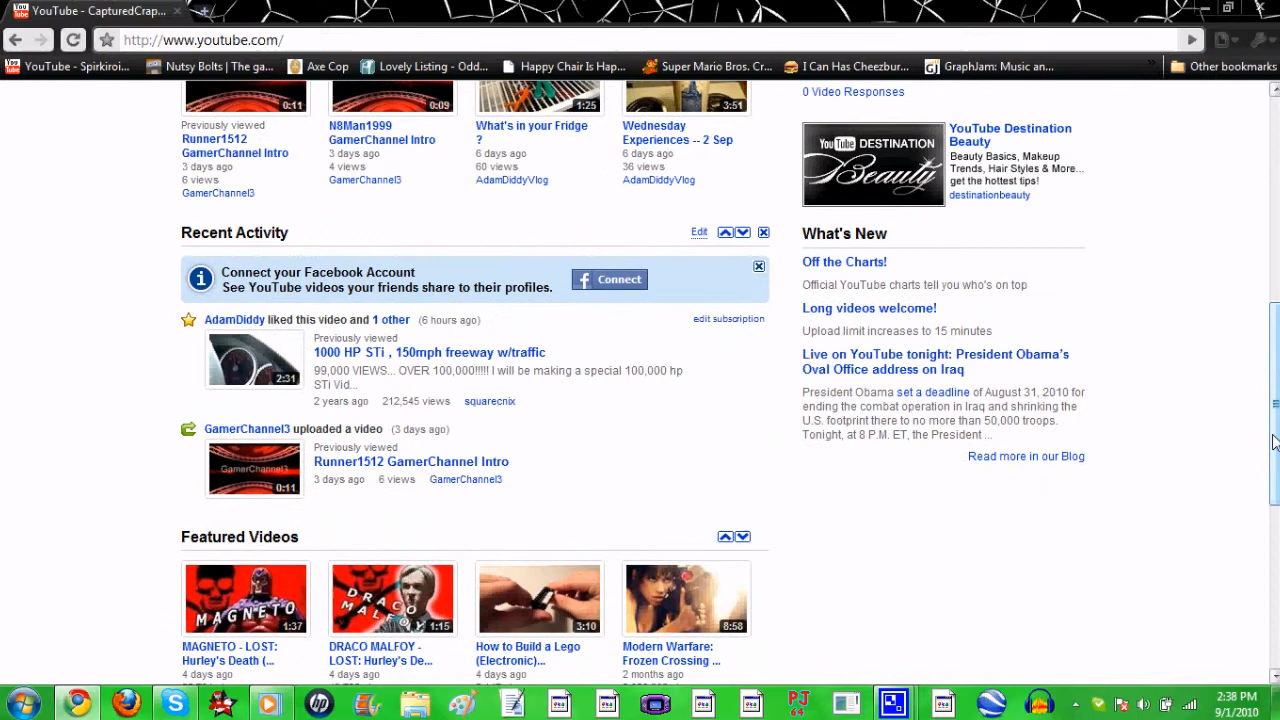 YouTube - CapturedCrap...
http://www.youtube.com/
YouTube - Spirkiroi...
Nutsy Bolts | The ga...
Axe Cop
Lovely Listing - Odd...
Happy Chair Is Hap...
Super Mario Bros. Cr...
I Can Has Cheezbur...
GraphJam: Music an...
Other bookmarks
0:11
0:09
1:25
3:51
Previously viewed
Runner1512
GamerChannel Intro
3 days ago
6 views
GamerChannel3
N8Man1999
GamerChannel Intro
3 days ago
4 views
GamerChannel3
What's in your Fridge
?
6 days ago
60 views
AdamDiddyVlog
Wednesday
Experiences -- 2 Sep
6 days ago
36 views
AdamDiddyVlog
0 Video Responses
YouTube DESTINATION
Beauty
YouTube Destination
Beauty
Beauty Basics, Makeup
Trends, Hair Styles & More...
get the hottest tips!
destinationbeauty
Recent Activity
Edit
Connect your Facebook Account
See YouTube videos your friends share to their profiles.
f Connect
AdamDiddy liked this video and 1 other (6 hours ago)
edit subscription
2:31
Previously viewed
1000 HP STi , 150mph freeway w/traffic
99,000 VIEWS... OVER 100,000!!!!! I will be making a special 100,000 hp
STi Vid...
2 years ago 212,545 views squarecnix
GamerChannel3 uploaded a video (3 days ago)
GamerChannel3
0:11
Previously viewed
Runner1512 GamerChannel Intro
3 days ago 6 views GamerChannel3
What's New
Off the Charts!
Official YouTube charts tell you who's on top
Long videos welcome!
Upload limit increases to 15 minutes
Live on YouTube tonight: President Obama's
Oval Office address on Iraq
President Obama set a deadline of August 31, 2010 for
ending the combat operation in Iraq and shrinking the
U.S. footprint there to no more than 50,000 troops.
Tonight, at 8 P.M. ET, the President ...
Read more in our Blog
Featured Videos
MAGNETO
1:37
DRACO
MALFOY
1:15
3:10
8:58
MAGNETO - LOST:
Hurley's Death (...
4 days ago
DRACO MALFOY -
LOST: Hurley's De...
4 days ago
How to Build a Lego
(Electronic)...
4 days ago
Modern Warfare:
Frozen Crossing ...
2 months ago
PJ
64
2:38 PM
9/1/2010